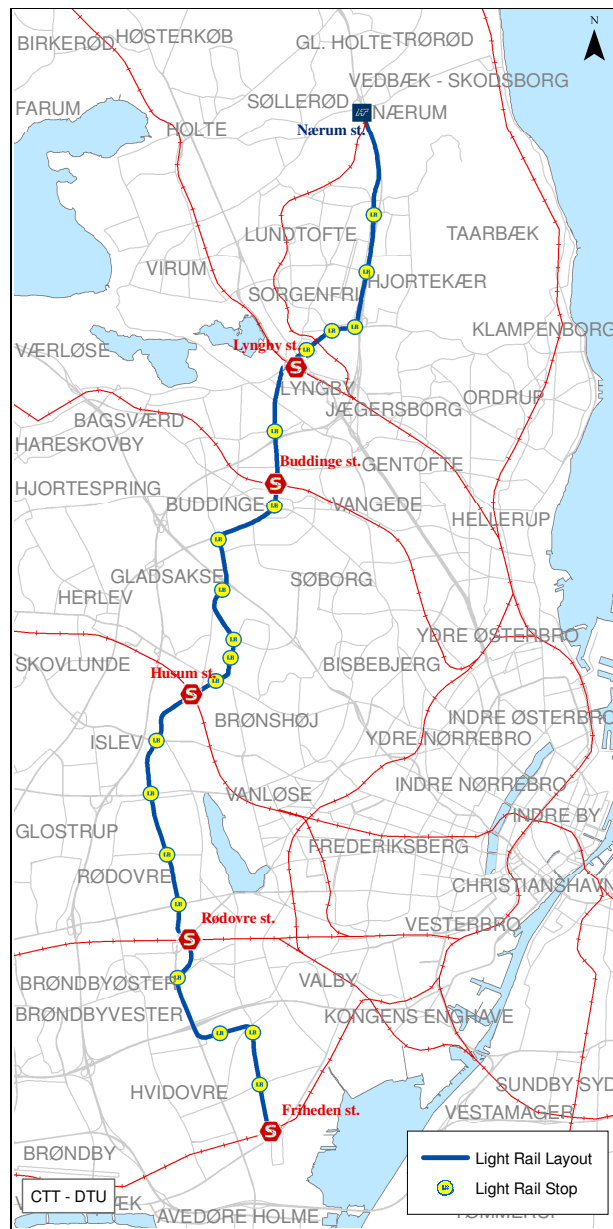 N
HØSTERKØB
TRØRØD
BIRKERØD
GL. HOLTE
VEDBÆK - SKODSBORG
SØLLERØD
FARUM
NÆRUM
Nærum st.
HOLTE
LUNDTOFTE
TAARBÆK
VIRUM
HJORTEKÆR
SORGENFRI
KLAMPENBORG
Lyngby st.
VÆRLØSE
LYNGBY
ORDRUP
JÆGERSBORG
BAGSVÆRD
HARESKOVBY
Buddinge st.
GENTOFTE
HJORTESPRING
BUDDINGE
VANGEDE
HELLERUP
GLADSAKSE
SØBORG
HERLEV
YDRE ØSTERBRO
SKOVLUNDE
BISBEBJERG
Husum st.
BRØNSHØJ
INDRE ØSTERBRO
ISLEV
YDRE NØRREBRO
INDRE NØRREBRO
VANLØSE
INDRE BY
GLOSTRUP
FREDERIKSBERG
RØDOVRE
CHRISTIANSHAVN
Rødovre st.
VESTERBRO
BRØNDBYØSTER
VALBY
BRØNDBYVESTER
KONGENS ENGHAVE
HVIDOVRE
SUNDBY SYD
Friheden st.
VESTAMAGER
BRØNDBY
Light Rail Layout
Light Rail Stop
CTT - DTU
AVEDØRE HOLME